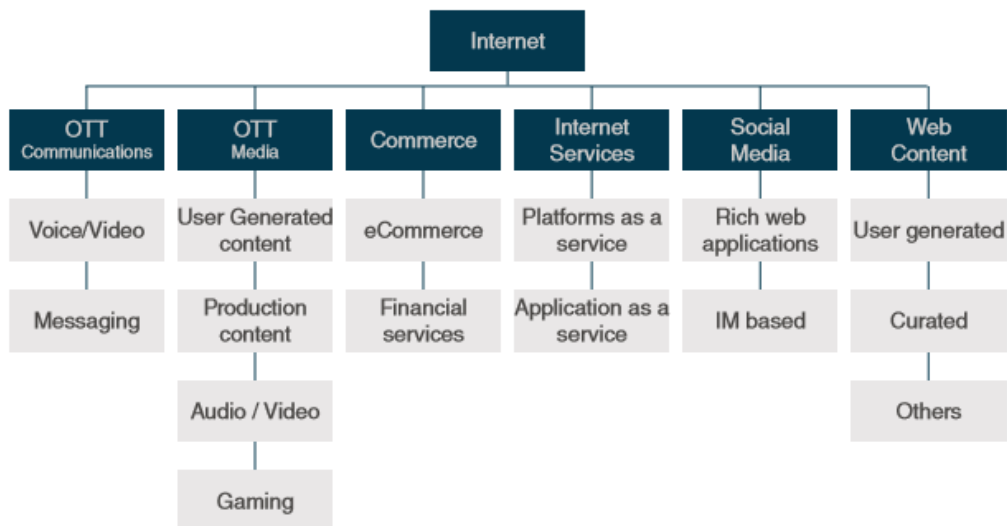 Internet
OTT
Communications
OTT
Media
Commerce
Internet
Services
Social
Media
Web
Content
Voice/Video
User Generated
content
eCommerce
Platforms as a
service
Rich web
applications
User generated
Messaging
Production
content
Financial
services
Application as a
service
IM based
Curated
Audio / Video
Others
Gaming